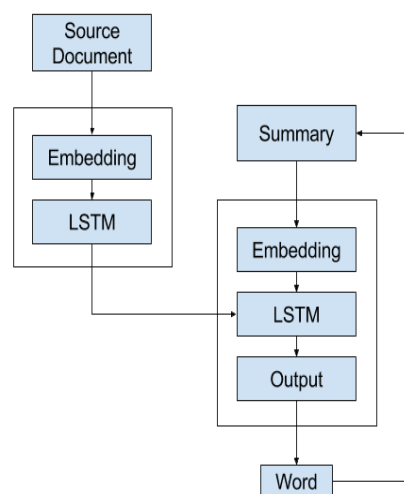 Source
Document
Embedding
LSTM
Summary
Embedding
LSTM
Output
Word